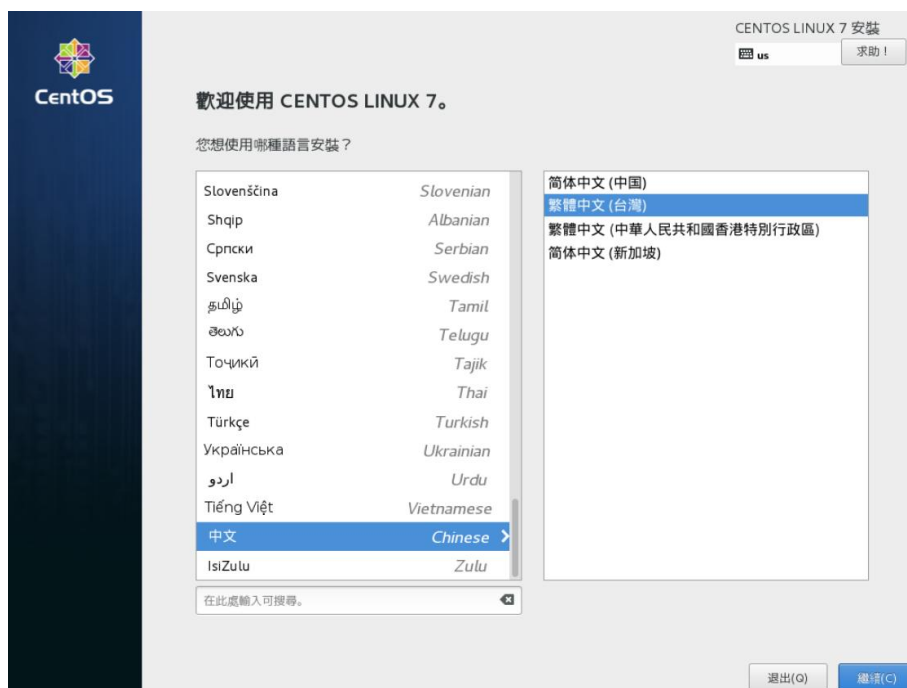 CENTOS LINUX 7 安裝
us
求助！
CentOS
歡迎使用 CENTOS LINUX 7。
您想使用哪種語言安裝？
Slovenščina Slovenian
Shqip Albanian
Српски Serbian
Svenska Swedish
தமிழ் Tamil
తెలుగు Telugu
Тоҷикӣ Tajik
ไทย Thai
Türkçe Turkish
Українська Ukrainian
اردو Urdu
Tiếng Việt Vietnamese
中文 Chinese
IsiZulu Zulu
在此處輸入可搜尋。
简体中文 (中国)
繁體中文 (台灣)
繁體中文 (中華人民共和國香港特別行政區)
简体中文 (新加坡)
退出(Q)
繼續(C)